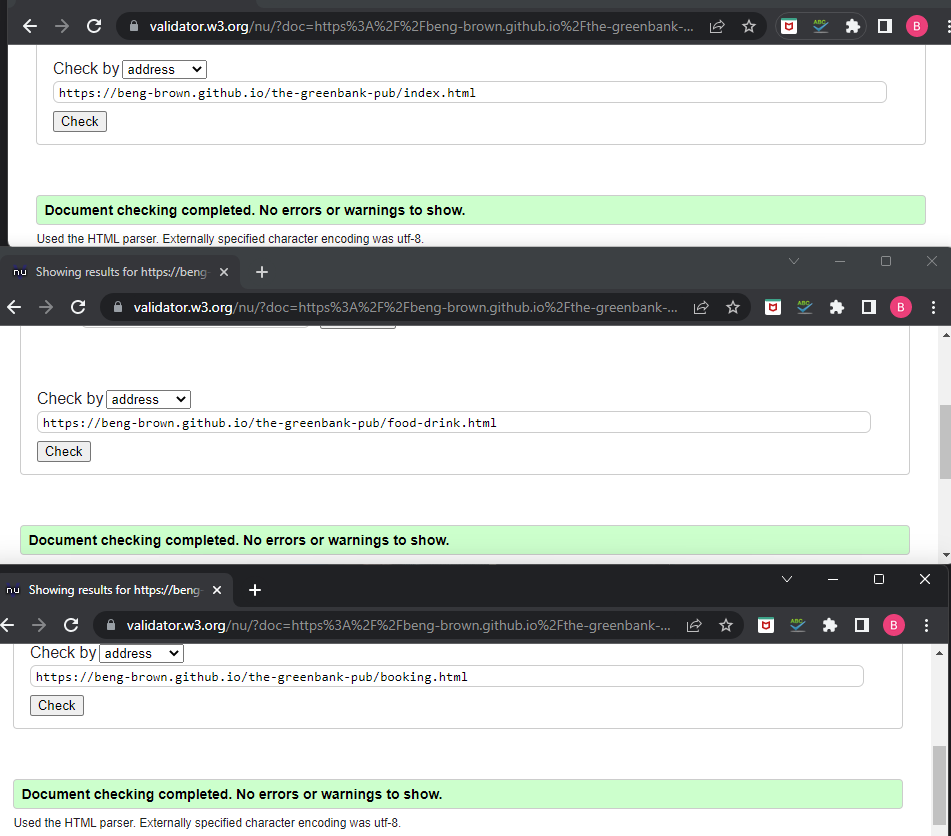 validator.w3.org/nu/?doc=https%3A%2F%2Fbeng-brown.github.io%2Fthe-greenbank-...
B
Check by address
https://beng-brown.github.io/the-greenbank-pub/index.html
Check
Document checking completed. No errors or warnings to show.
Used the HTML parser. Externally specified character encoding was utf-8.
nu Showing results for https://beng-
validator.w3.org/nu/?doc=https%3A%2F%2Fbeng-brown.github.io%2Fthe-greenbank-...
ABC
B
Check by address
https://beng-brown.github.io/the-greenbank-pub/food-drink.html
Check
Document checking completed. No errors or warnings to show.
nu Showing results for https://beng-
validator.w3.org/nu/?doc=https%3A%2F%2Fbeng-brown.github.io%2Fthe-greenbank-...
ABC
B
Check by address
https://beng-brown.github.io/the-greenbank-pub/booking.html
Check
Document checking completed. No errors or warnings to show.
Used the HTML parser. Externally specified character encoding was utf-8.